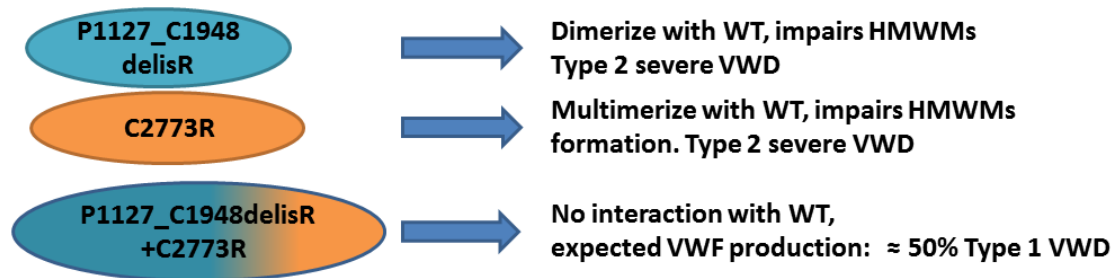 P1127_C1948
delisR
Dimerize with WT, impairs HMWMs
Type 2 severe VWD
C2773R
Multimerize with WT, impairs HMWMs
formation. Type 2 severe VWD
P1127_C1948delisR
+C2773R
No interaction with WT,
expected VWF production: ≈ 50% Type 1 VWD